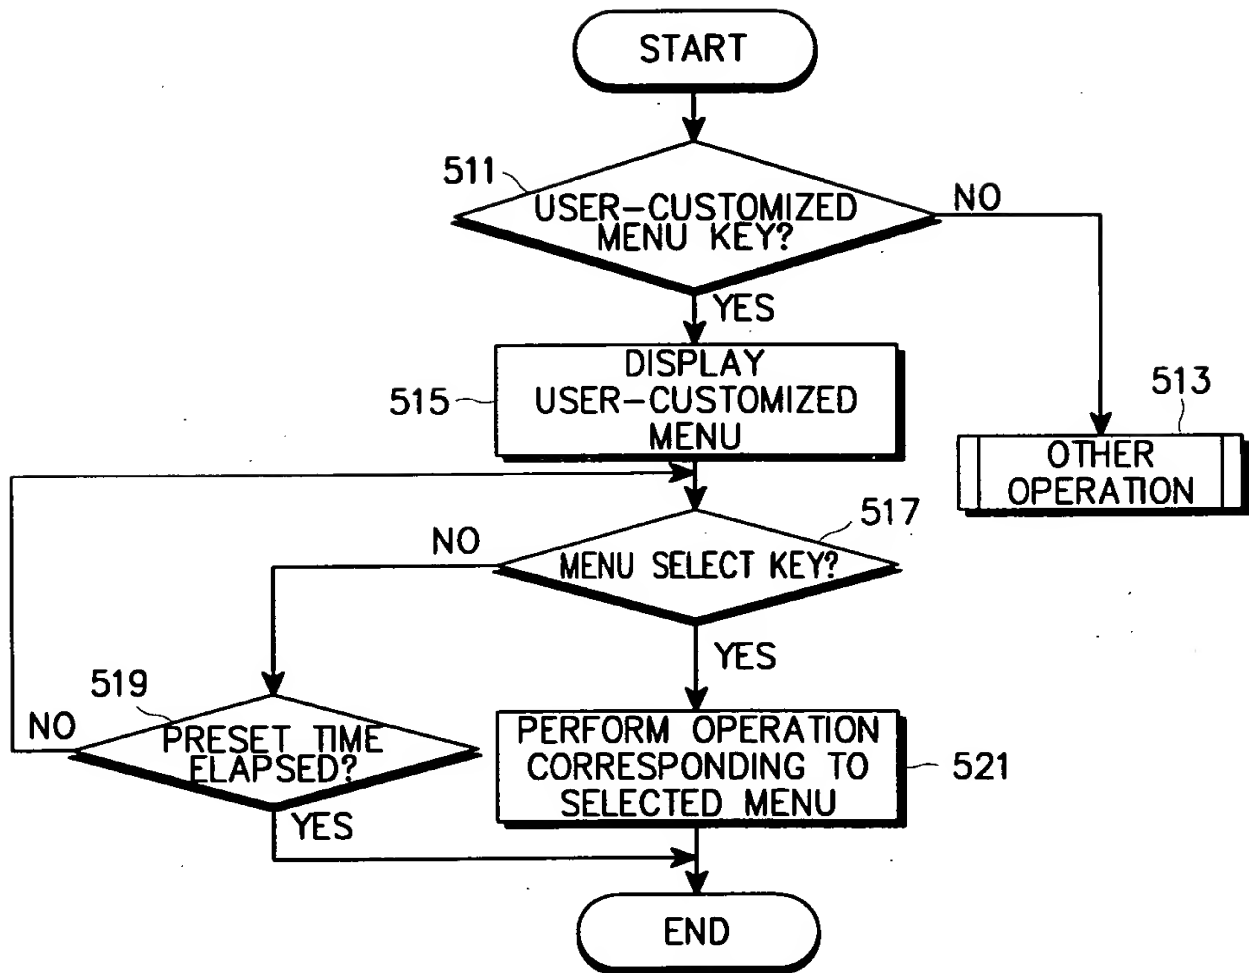 START
511
USER-CUSTOMIZED
MENU KEY?
NO
YES
DISPLAY
USER-CUSTOMIZED
MENU
515
513
OTHER
OPERATION
517
NO
MENU SELECT KEY?
YES
519
NO
PRESET TIME
ELAPSED?
YES
PERFORM OPERATION
CORRESPONDING TO
SELECTED MENU
521
END